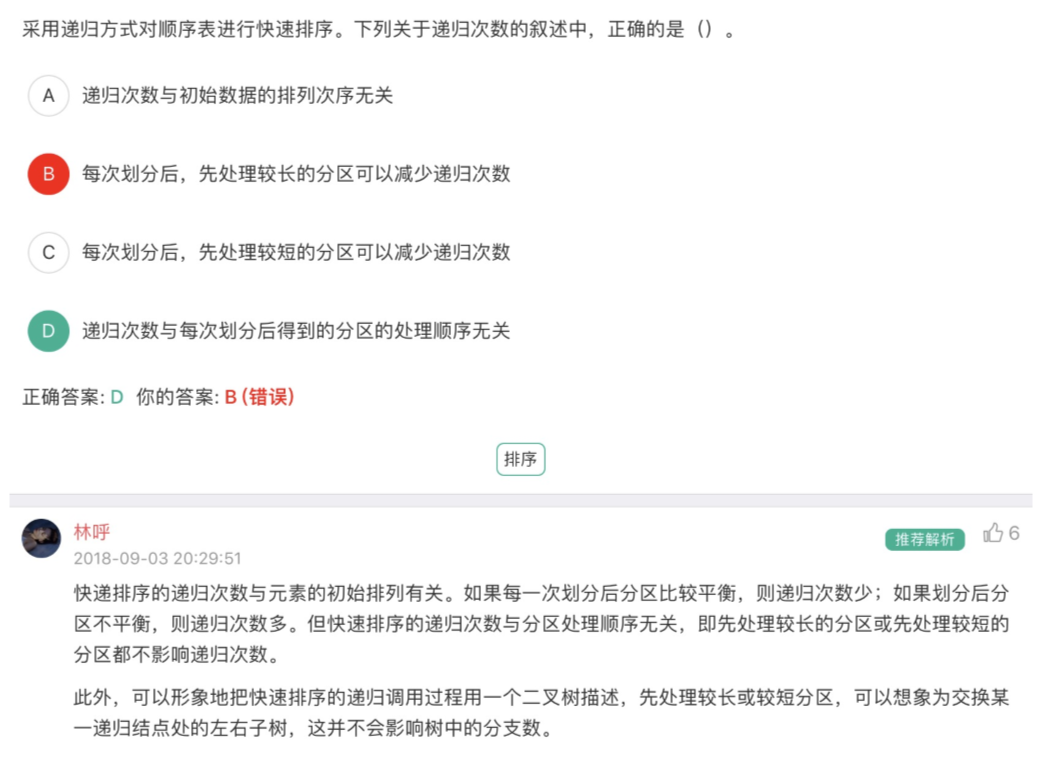 采用递归方式对顺序表进行快速排序。下列关于递归次数的叙述中，正确的是（）。
A 递归次数与初始数据的排列次序无关
B 每次划分后，先处理较长的分区可以减少递归次数
C 每次划分后，先处理较短的分区可以减少递归次数
D 递归次数与每次划分后得到的分区的处理顺序无关
正确答案: D 你的答案: B (错误)
排序
林呼
推荐解析 6
2018-09-03 20:29:51
快递排序的递归次数与元素的初始排列有关。如果每一次划分后分区比较平衡，则递归次数少；如果划分后分
区不平衡，则递归次数多。但快速排序的递归次数与分区处理顺序无关，即先处理较长的分区或先处理较短的
分区都不影响递归次数。
此外，可以形象地把快速排序的递归调用过程用一个二叉树描述，先处理较长或较短分区，可以想象为交换某
一递归结点处的左右子树，这并不会影响树中的分支数。